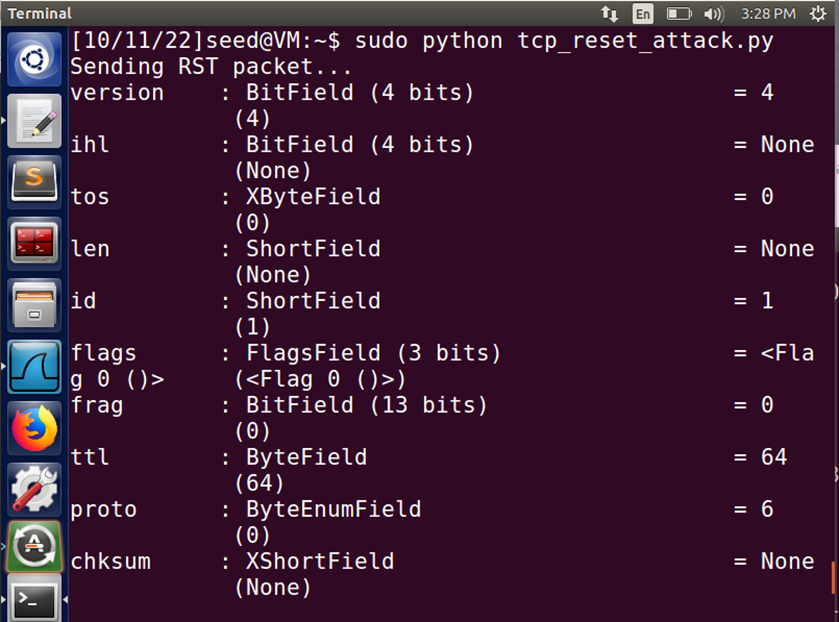 Terminal En 3:28 PM
[10/11/22]seed@VM:~$ sudo python tcp_reset_attack.py
Sending RST packet...
version : BitField (4 bits) = 4
(4)
ihl : BitField (4 bits) = None
(None)
tos : XByteField = 0
(0)
len : ShortField = None
(None)
id : ShortField = 1
(1)
flags : FlagsField (3 bits) = <Fla
g 0 ()> (<Flag 0 ()>)
frag : BitField (13 bits) = 0
(0)
ttl : ByteField = 64
(64)
proto : ByteEnumField = 6
(0)
chksum : XShortField = None
(None)